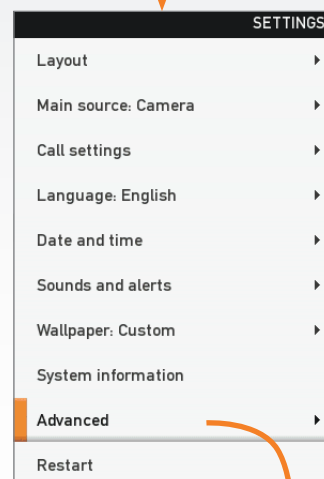 SETTINGS
Layout
Main source: Camera
Call settings
Language: English
Date and time
Sounds and alerts
Wallpaper: Custom
System information
Advanced
Restart